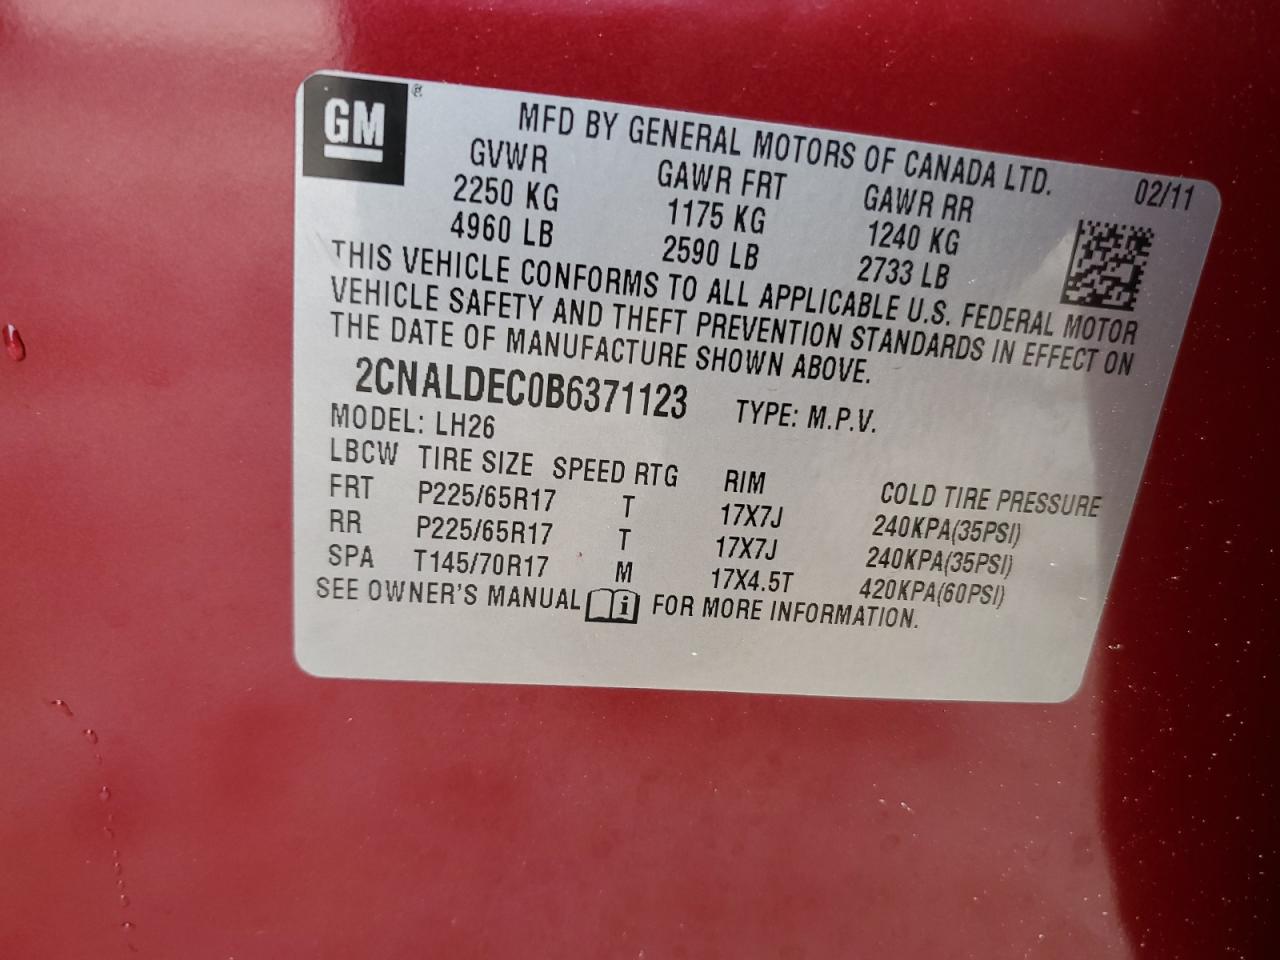 GM ®
MFD BY GENERAL MOTORS OF CANADA LTD.
02/11
GVWR GAWR FRT GAWR RR
2250 KG 1175 KG 1240 KG
4960 LB 2590 LB 2733 LB
THIS VEHICLE CONFORMS TO ALL APPLICABLE U.S. FEDERAL MOTOR
VEHICLE SAFETY AND THEFT PREVENTION STANDARDS IN EFFECT ON
THE DATE OF MANUFACTURE SHOWN ABOVE.
2CNALDEC0B6371123 TYPE: M.P.V.
MODEL: LH26
LBCW TIRE SIZE SPEED RTG RIM COLD TIRE PRESSURE
FRT P225/65R17 T 17X7J 240KPA(35PSI)
RR P225/65R17 T 17X7J 240KPA(35PSI)
SPA T145/70R17 M 17X4.5T 420KPA(60PSI)
SEE OWNER'S MANUAL i FOR MORE INFORMATION.